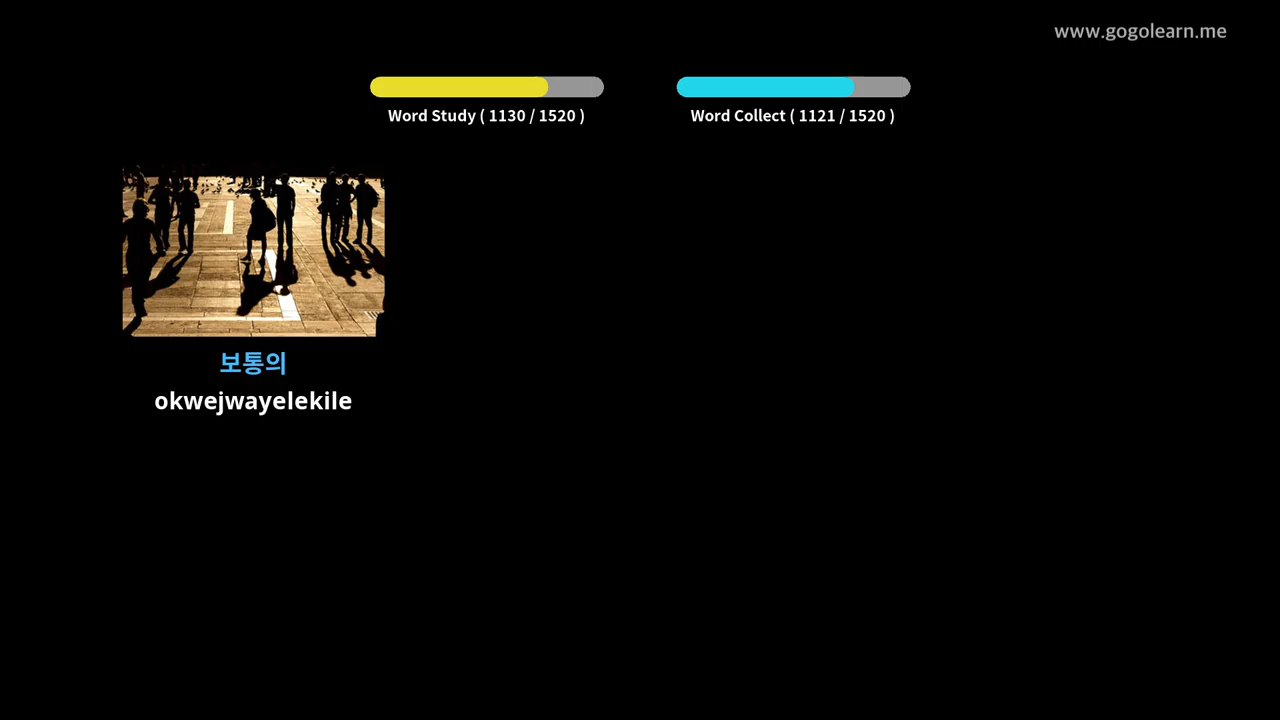 www.gogolearn.me
Word Study ( 1130 / 1520 )
Word Collect ( 1121 / 1520 )
보통의
okwejwayelekile